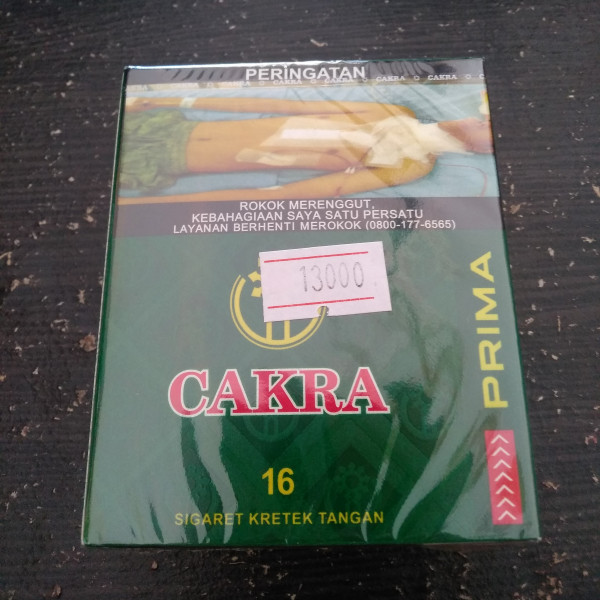 PERINGATAN
CAKRA CAKRA CAKRA
ROKOK MERENGGUT,
KEBAHAGIAAN SAYA SATU PERSATU
LAYANAN BERHENTI MEROKOK (0800-177-6565)
13000
PRIMA
CAKRA
16
SIGARET KRETEK TANGAN